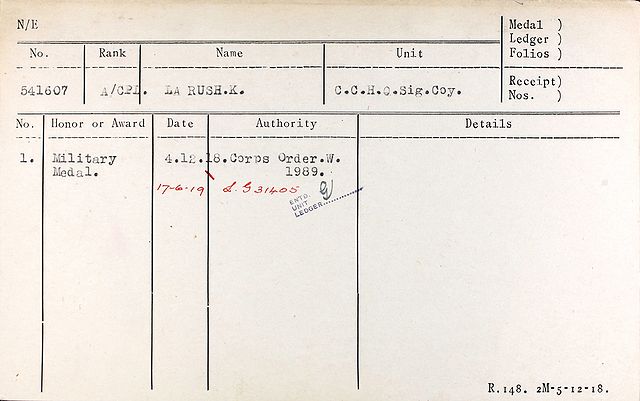 N/E
Medal )
Ledger )
Folios )
No. Rank Name Unit
541607 A/CPL. LA RUSH.K. C.C.H.Q.Sig.Coy.
Receipt)
Nos. )
No. Honor or Award Date Authority Details
1. Military 4.12.18. Corps Order.W.
Medal. 1989.
17-6-19 L.G 31405
ENTD.
UNIT
LEDGER
R.148. 2M-5-12-18.